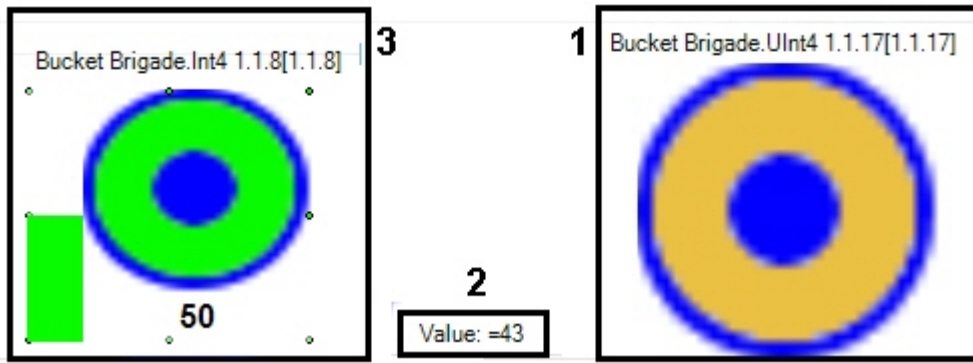 Bucket Brigade.Int4 1.1.8[1.1.8]
50
3
2
Value: =43
1
Bucket Brigade.UInt4 1.1.17[1.1.17]